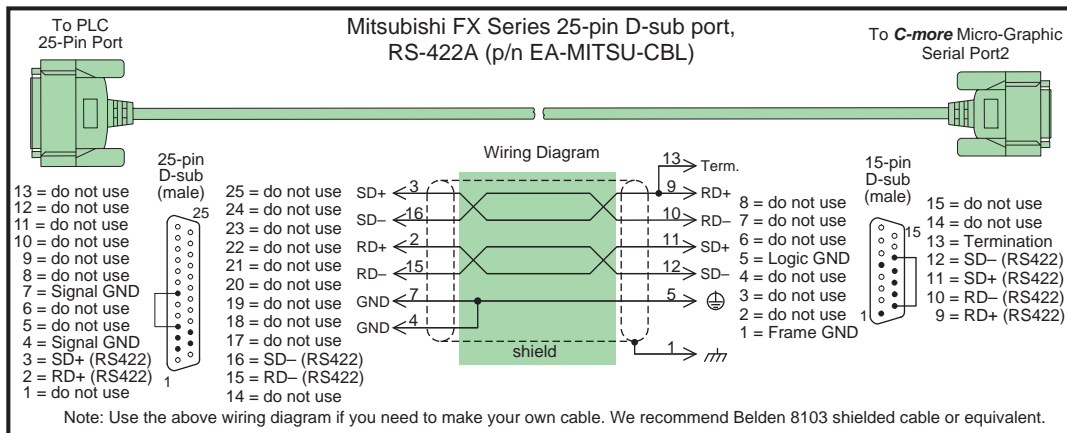 Mitsubishi FX Series 25-pin D-sub port,
RS-422A (p/n EA-MITSU-CBL)
To PLC
25-Pin Port
To C-more Micro-Graphic
Serial Port2
Wiring Diagram
25-pin
D-sub
(male)
25
1
13 = do not use
12 = do not use
11 = do not use
10 = do not use
9 = do not use
8 = do not use
7 = Signal GND
6 = do not use
5 = do not use
4 = Signal GND
3 = SD+ (RS422)
2 = RD+ (RS422)
1 = do not use
25 = do not use
24 = do not use
23 = do not use
22 = do not use
21 = do not use
20 = do not use
19 = do not use
18 = do not use
17 = do not use
16 = SD– (RS422)
15 = RD– (RS422)
14 = do not use
13 Term.
SD+ 3 9 RD+
SD– 16 10 RD–
RD+ 2 11 SD+
RD– 15 12 SD–
GND 7 5
GND 4
shield
1
8 = do not use
7 = do not use
6 = do not use
5 = Logic GND
4 = do not use
3 = do not use
2 = do not use
1 = Frame GND
15-pin
D-sub
(male)
15
1
15 = do not use
14 = do not use
13 = Termination
12 = SD– (RS422)
11 = SD+ (RS422)
10 = RD– (RS422)
9 = RD+ (RS422)
Note: Use the above wiring diagram if you need to make your own cable. We recommend Belden 8103 shielded cable or equivalent.